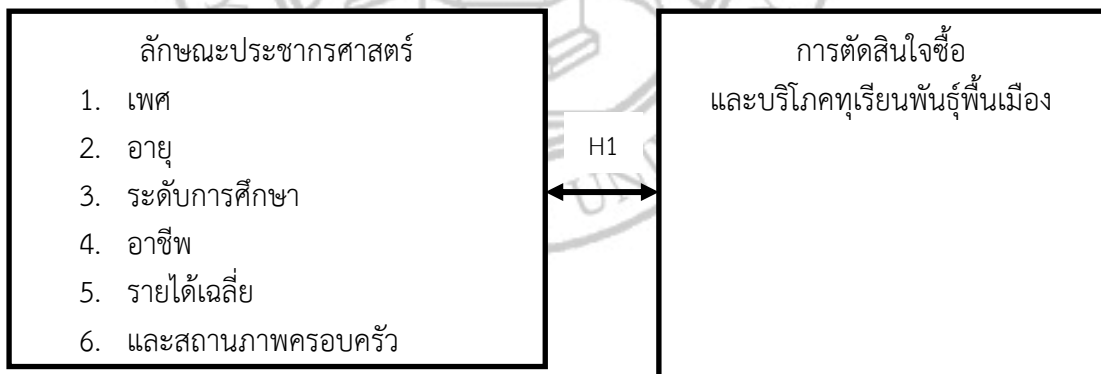 ลักษณะประชากรศาสตร์
1. เพศ
2. อายุ
3. ระดับการศึกษา
4. อาชีพ
5. รายได้เฉลี่ย
6. และสถานภาพครอบครัว
H1
การตัดสินใจซื้อ
และบริโภคทุเรียนพันธุ์พื้นเมือง